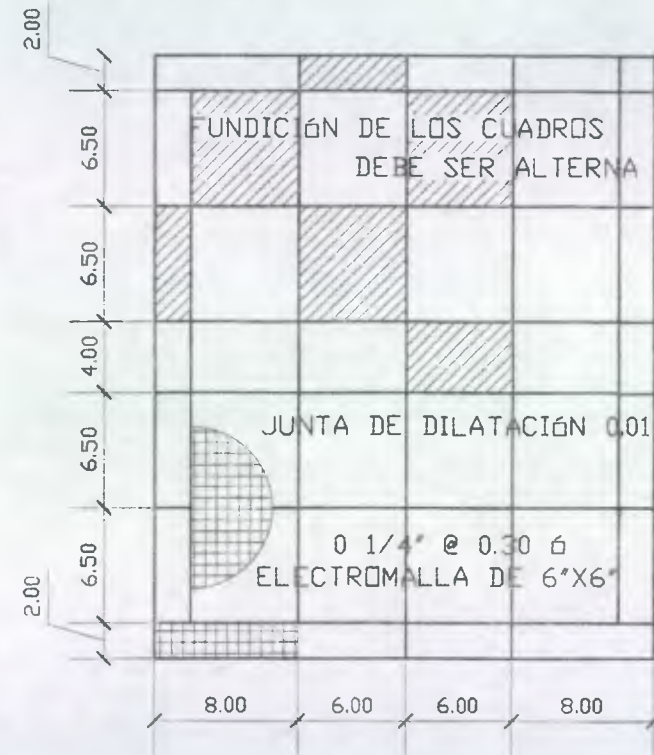 2.00
6.50
6.50
4.00
6.50
6.50
2.00
FUNDICIóN DE LOS CUADROS
DEBE SER ALTERNA
JUNTA DE DILATACIóN 0.01
0 1/4" @ 0.30 ó
ELECTROMALLA DE 6"X6"
8.00 6.00 6.00 8.00